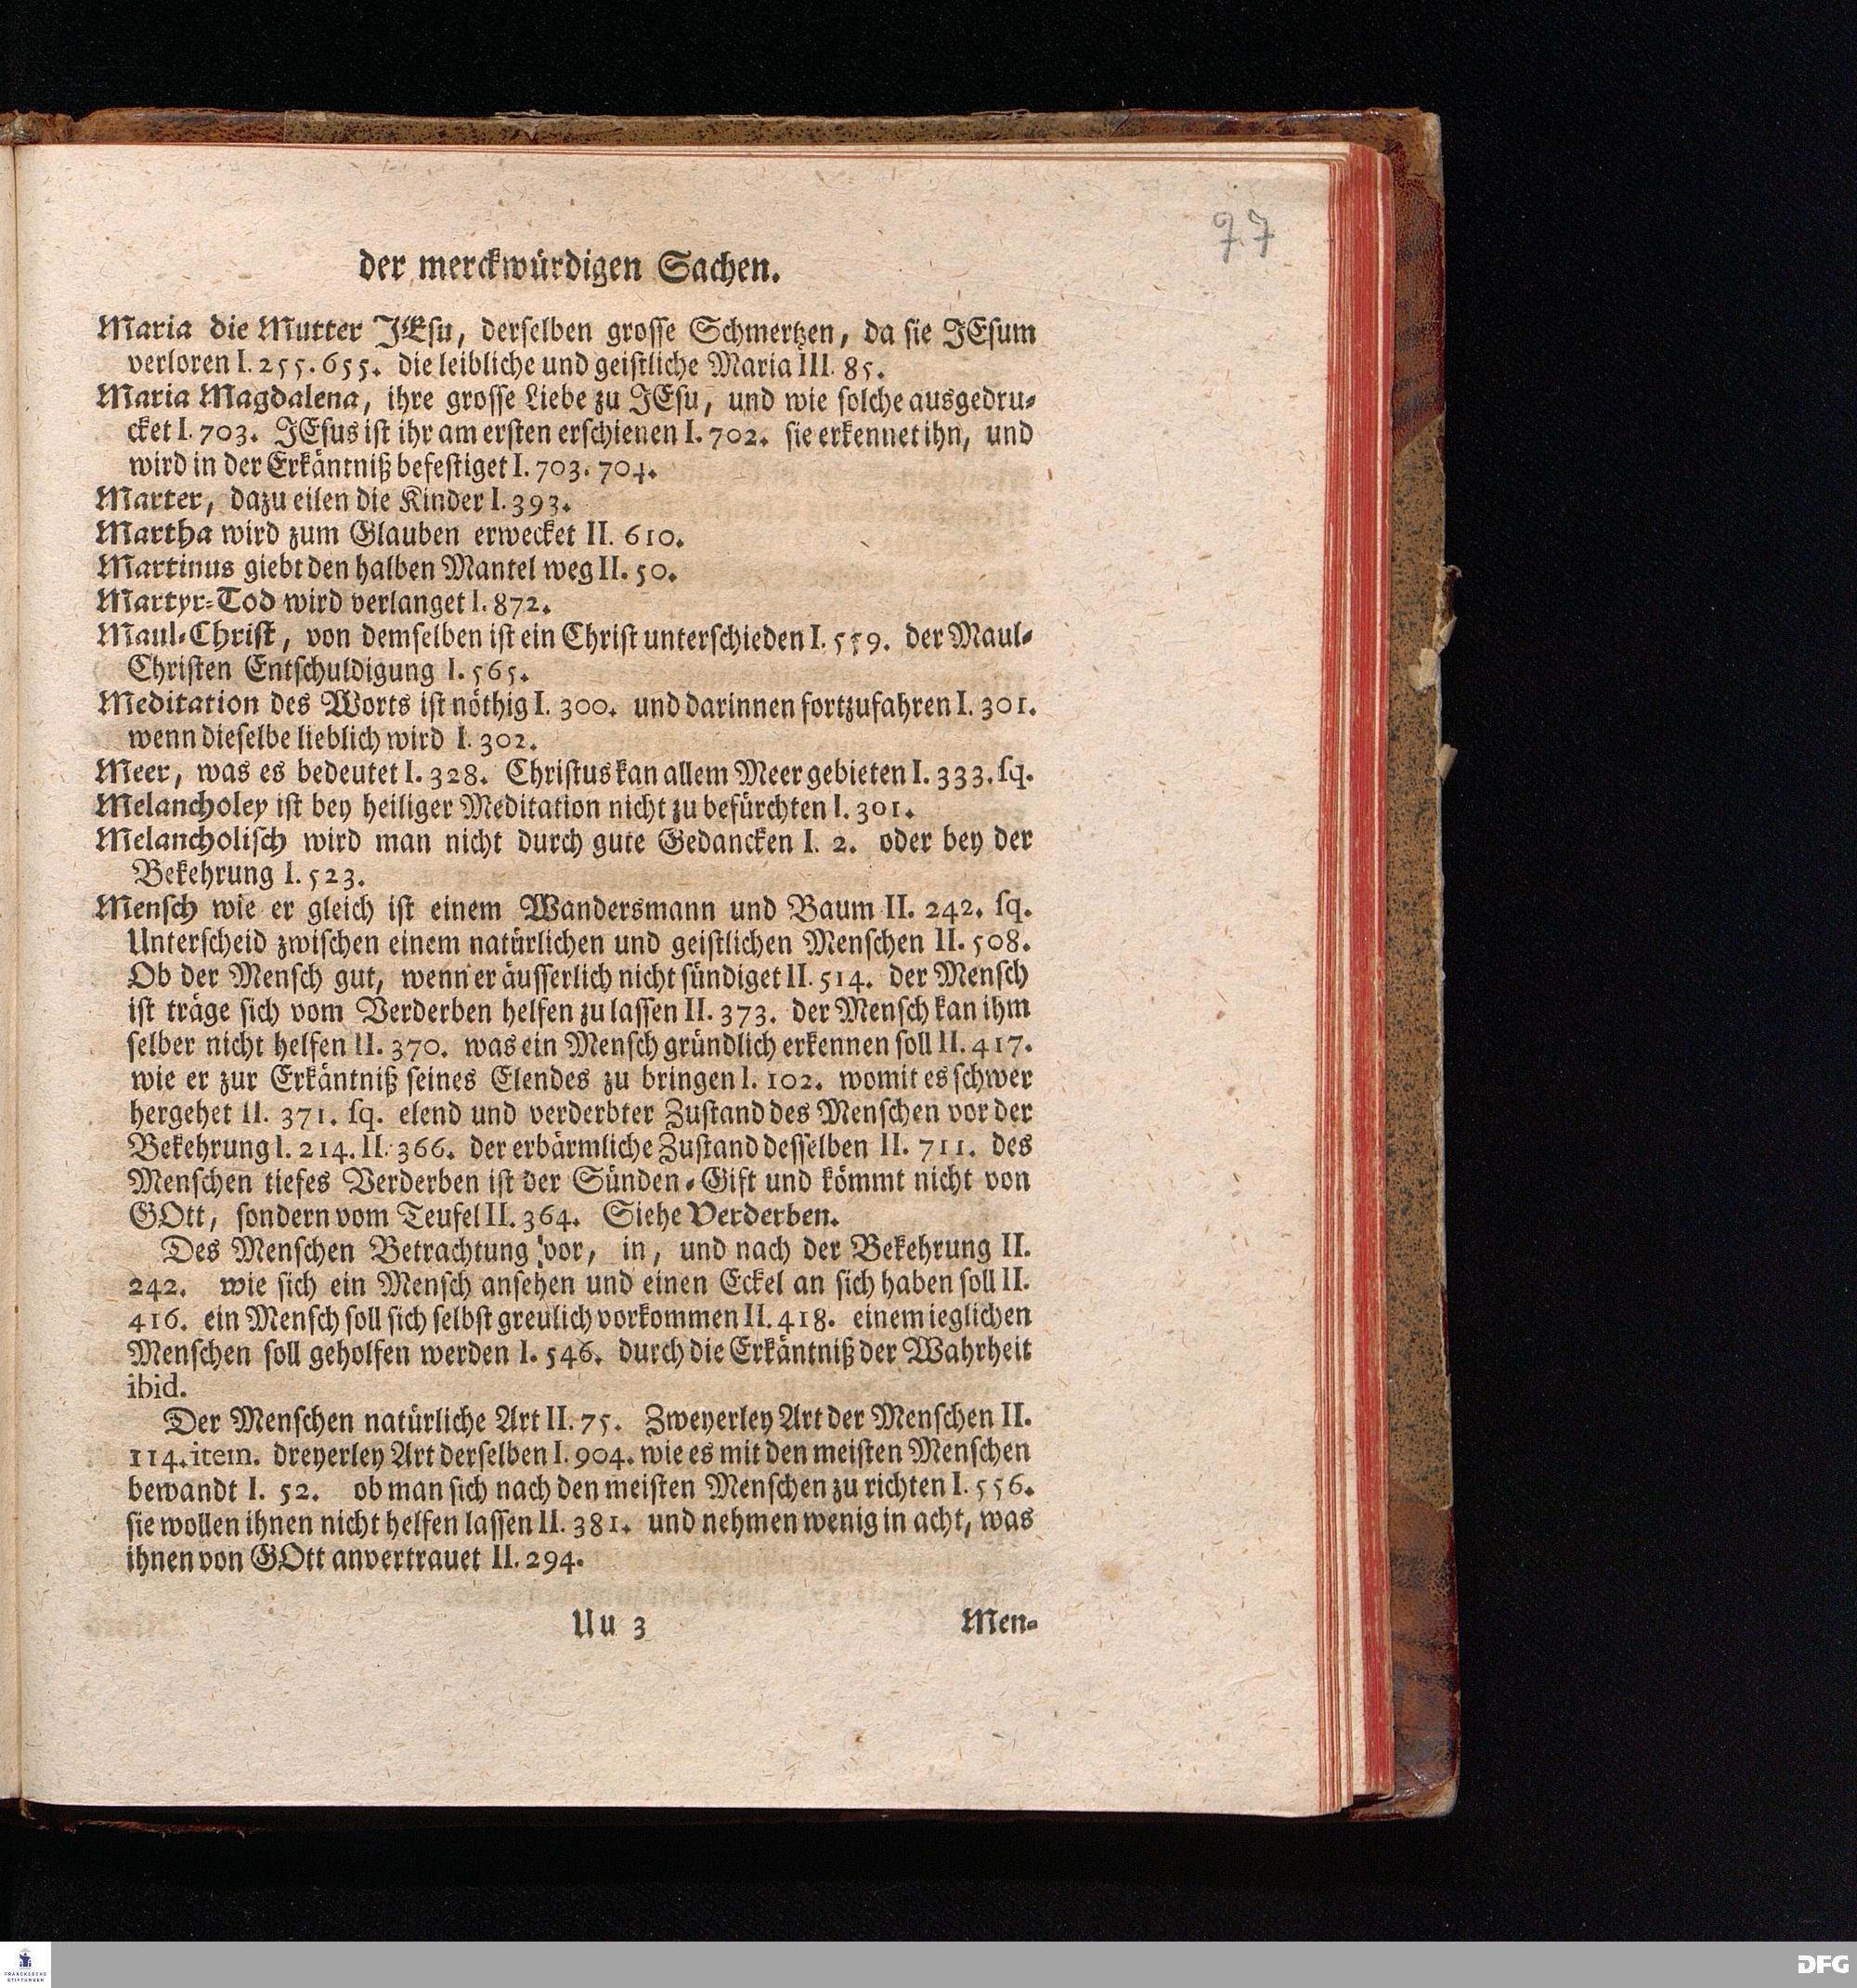 77
der merckwürdigen Sachen.
Maria die Mutter JEsu, derselben grosse Schmertzen, da sie JEsum
verloren I. 255. 655. die leibliche und geistliche Maria III. 85.
Maria Magdalena, ihre grosse Liebe zu JEsu, und wie solche ausgedru-
cket I. 703. JEsus ist ihr am ersten erschienen I. 702. sie erkennet ihn, und
wird in der Erkäntniß befestiget I. 703. 704.
Marter, dazu eilen die Kinder I. 393.
Martha wird zum Glauben erwecket II. 610.
Martinus giebt den halben Mantel weg II. 50.
Martyr-Tod wird verlanget I. 872.
Maul-Christ, von demselben ist ein Christ unterschieden I. 559. der Maul-
Christen Entschuldigung I. 565.
Meditation des Worts ist nöthig I. 300. und darinnen fortzufahren I. 301.
wenn dieselbe lieblich wird I. 302.
Meer, was es bedeutet I. 328. Christus kan allem Meer gebieten I. 333. sq.
Melancholey ist bey heiliger Meditation nicht zu befürchten I. 301.
Melancholisch wird man nicht durch gute Gedancken I. 2. oder bey der
Bekehrung I. 523.
Mensch wie er gleich ist einem Wandersmann und Baum II. 242. sq.
Unterscheid zwischen einem natürlichen und geistlichen Menschen II. 508.
Ob der Mensch gut, wenn er äusserlich nicht sündiget II. 514. der Mensch
ist träge sich vom Verderben helfen zu lassen II. 373. der Mensch kan ihm
selber nicht helfen II. 370. was ein Mensch gründlich erkennen soll II. 417.
wie er zur Erkäntniß seines Elendes zu bringen I. 102. womit es schwer
hergehet II. 371. sq. elend und verderbter Zustand des Menschen vor der
Bekehrung I. 214. II. 366. der erbärmliche Zustand desselben II. 711. des
Menschen tiefes Verderben ist der Sünden-Gift und kömmt nicht von
GOtt, sondern vom Teufel II. 364. Siehe Verderben.
Des Menschen Betrachtung vor, in, und nach der Bekehrung II.
242. wie sich ein Mensch ansehen und einen Eckel an sich haben soll II.
416. ein Mensch soll sich selbst greulich vorkommen II. 418. einem ieglichen
Menschen soll geholfen werden I. 546. durch die Erkäntniß der Wahrheit
ibid.
Der Menschen natürliche Art II. 75. Zweyerley Art der Menschen II.
114. item. dreyerley Art derselben I. 904. wie es mit den meisten Menschen
bewandt I. 52. ob man sich nach den meisten Menschen zu richten I. 556.
sie wollen ihnen nicht helfen lassen II. 381. und nehmen wenig in acht, was
ihnen von GOtt anvertrauet II. 294.
Uu 3 Men-
FRANCKESCHE
STIFTUNGEN
DFG